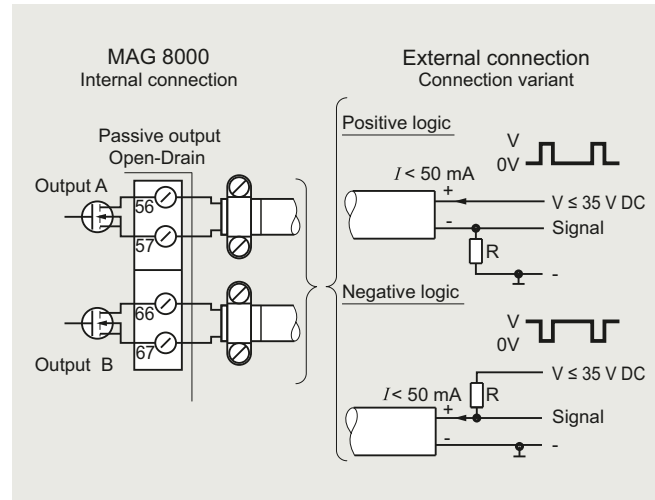 MAG 8000
Internal connection
Passive output
Open-Drain
Output A
56
57
66
67
Output B
External connection
Connection variant
Positive logic
V
0V
I < 50 mA
+
V ≤ 35 V DC
-
Signal
R
-
Negative logic
V
0V
V ≤ 35 V DC
I < 50 mA
R
+
Signal
-
-